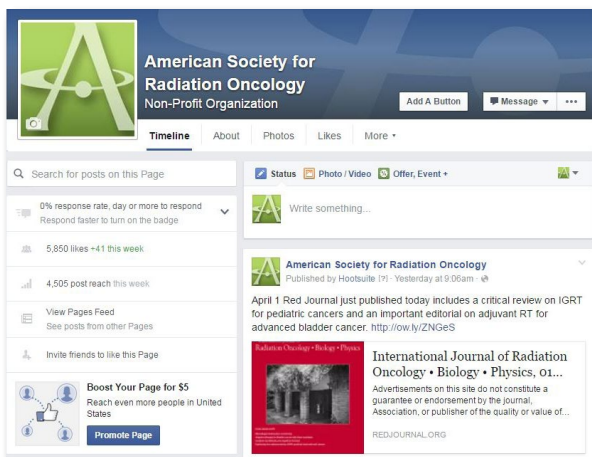 American Society for
Radiation Oncology
Non-Profit Organization
Add A Button
Message
Timeline
About
Photos
Likes
More
Search for posts on this Page
0% response rate, day or more to respond
Respond faster to turn on the badge
5,850 likes +41 this week
4,505 post reach this week
View Pages Feed
See posts from other Pages
Invite friends to like this Page
Boost Your Page for $5
Reach even more people in United
States
Promote Page
Status
Photo / Video
Offer, Event +
Write something...
American Society for Radiation Oncology
Published by Hootsuite [?] · Yesterday at 9:06am ·
April 1 Red Journal just published today includes a critical review on IGRT
for pediatric cancers and an important editorial on adjuvant RT for
advanced bladder cancer. http://ow.ly/ZNGeS
Radiation Oncology • Biology • Physics
International Journal of Radiation
Oncology • Biology • Physics, 01...
Advertisements on this site do not constitute a
guarantee or endorsement by the journal,
Association, or publisher of the quality or value of...
REDJOURNAL.ORG